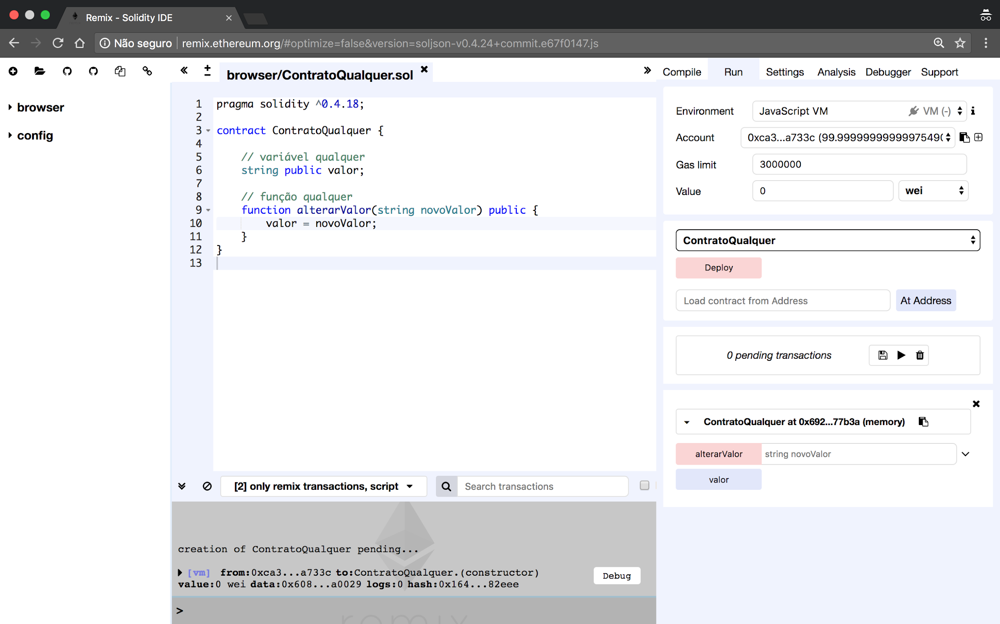 Remix - Solidity IDE
Não seguro remix.ethereum.org/#optimize=false&version=soljson-v0.4.24+commit.e67f0147.js
browser/ContratoQualquer.sol
Compile Run Settings Analysis Debugger Support
browser
config
1 pragma solidity ^0.4.18;
2
3 contract ContratoQualquer {
4
5 // variável qualquer
6 string public valor;
7
8 // função qualquer
9 function alterarValor(string novoValor) public {
10 valor = novoValor;
11 }
12 }
13
Environment JavaScript VM VM (-)
Account 0xca3...a733c (99.9999999999997549
Gas limit 3000000
Value 0 wei
ContratoQualquer
Deploy
Load contract from Address At Address
0 pending transactions
ContratoQualquer at 0x692...77b3a (memory)
alterarValor string novoValor
valor
[2] only remix transactions, script Search transactions
creation of ContratoQualquer pending...
[vm] from:0xca3...a733c to:ContratoQualquer.(constructor)
value:0 wei data:0x608...a0029 logs:0 hash:0x164...82eee
Debug
>
remix